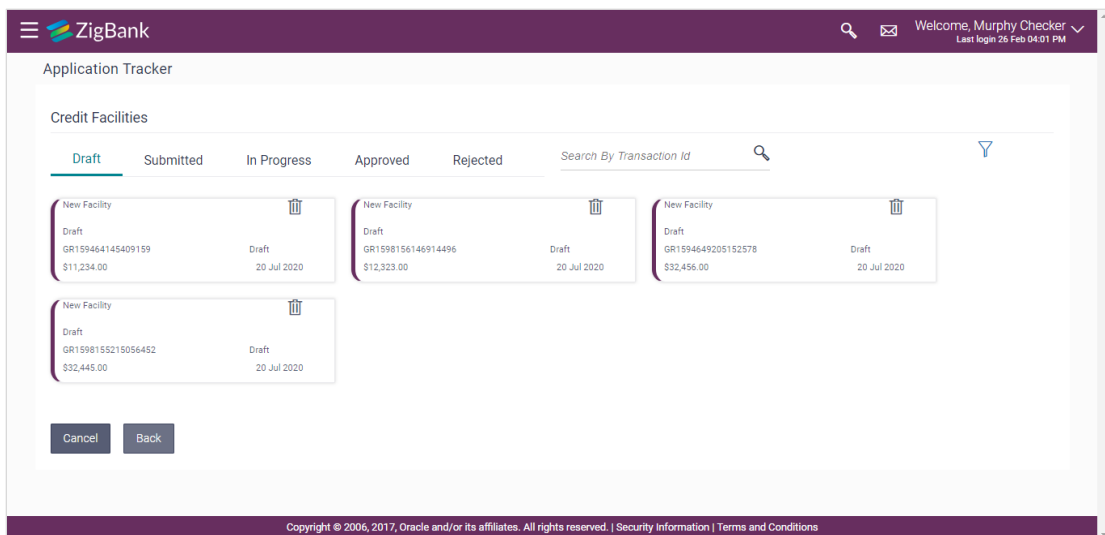 ZigBank
Welcome, Murphy Checker
Last login 26 Feb 04:01 PM
Application Tracker
Credit Facilities
Draft Submitted In Progress Approved Rejected Search By Transaction Id
New Facility
Draft
GR159464145409159 Draft
$11,234.00 20 Jul 2020
New Facility
Draft
GR1598156146914496 Draft
$12,323.00 20 Jul 2020
New Facility
Draft
GR1594649205152578 Draft
$32,456.00 20 Jul 2020
New Facility
Draft
GR1598155215056452 Draft
$32,445.00 20 Jul 2020
Cancel Back
Copyright © 2006, 2017, Oracle and/or its affiliates. All rights reserved. | Security Information | Terms and Conditions